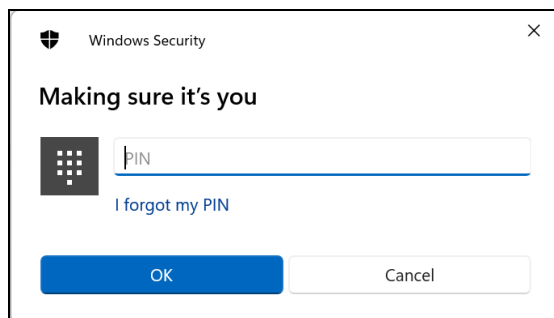 Windows Security
Making sure it's you
PIN
I forgot my PIN
OK
Cancel